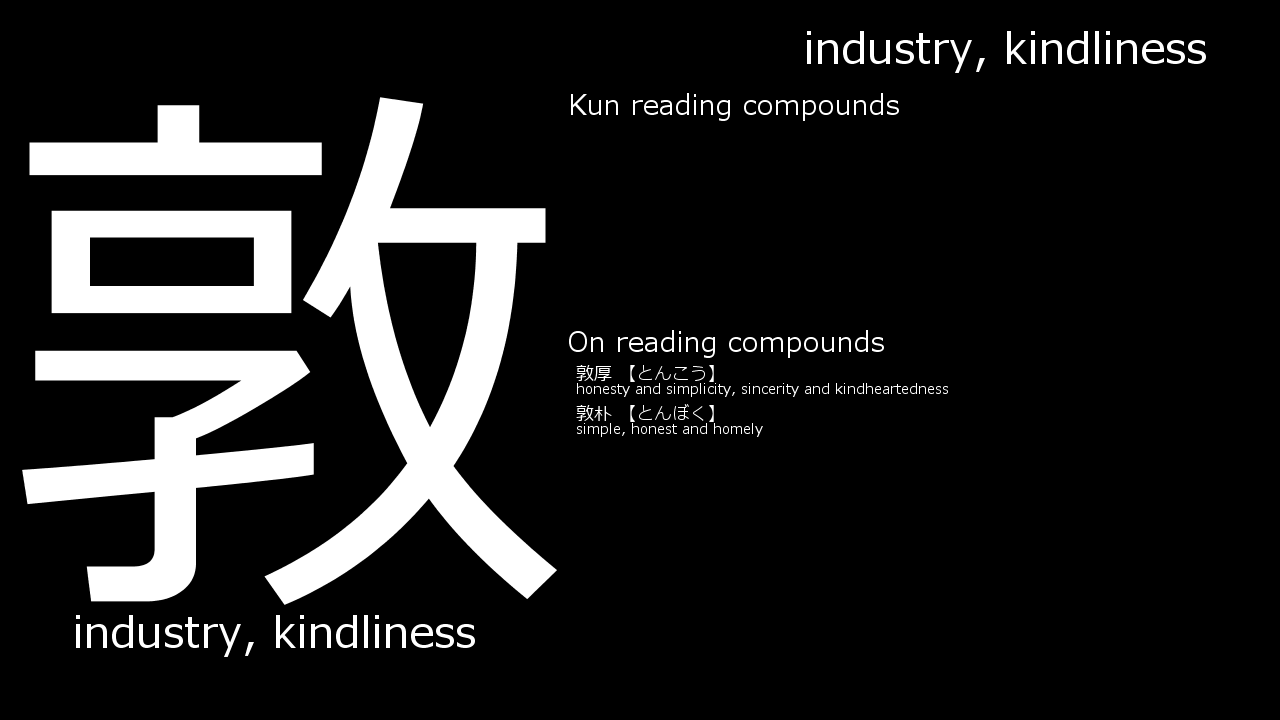 industry, kindliness
敦
industry, kindliness
Kun reading compounds
On reading compounds
敦厚 【とんこう】
honesty and simplicity, sincerity and kindheartedness
敦朴 【とんぼく】
simple, honest and homely